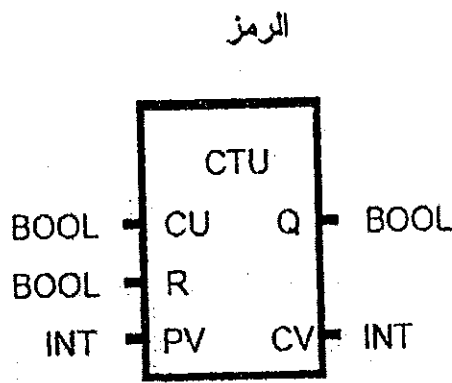 الرمز
CTU
BOOL CU Q BOOL
BOOL R
INT PV CV INT